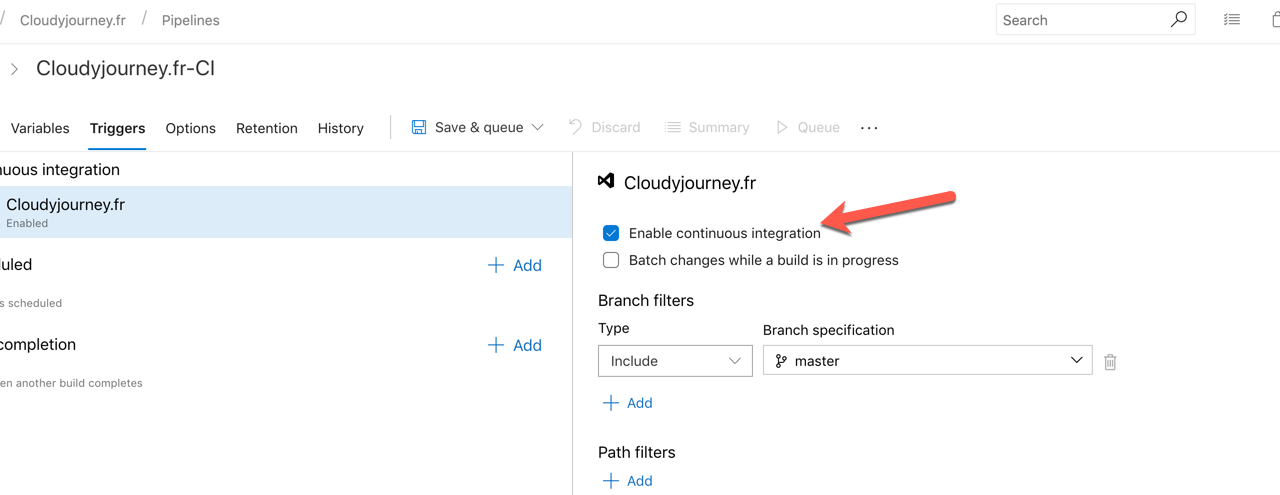 / Cloudyjourney.fr / Pipelines
Search
Cloudyjourney.fr-CI
Variables Triggers Options Retention History Save & queue Discard Summary Queue ...
nuous integration
Cloudyjourney.fr
Enabled
uled
Add
s scheduled
completion
Add
en another build completes
Cloudyjourney.fr
Enable continuous integration
Batch changes while a build is in progress
Branch filters
Type Branch specification
Include master
Add
Path filters
Add